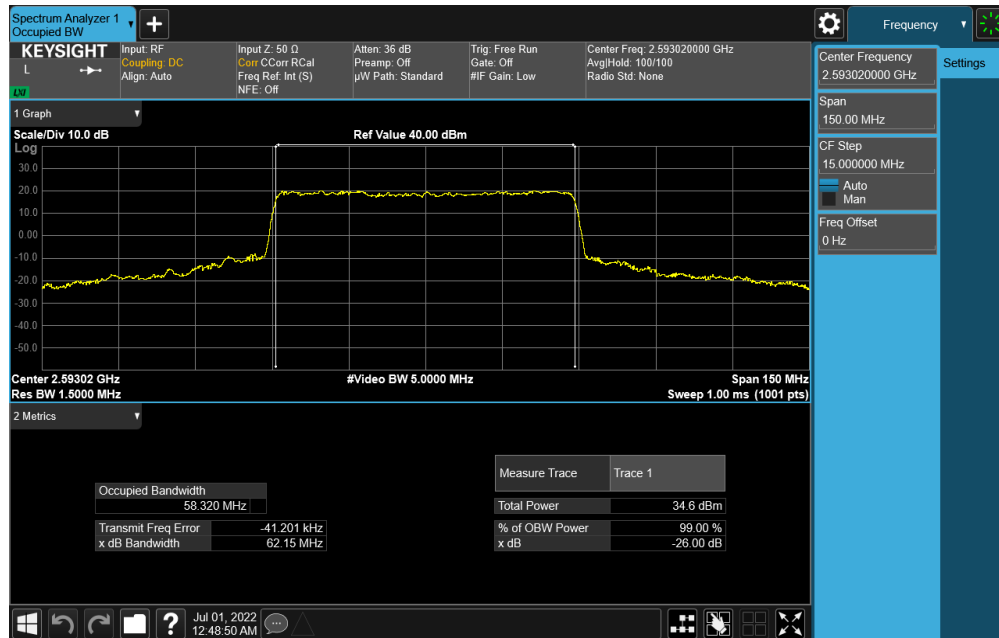 Spectrum Analyzer 1
Occupied BW
+
Frequency
KEYSIGHT
L
LXI
Input: RF
Coupling: DC
Align: Auto
Input Z: 50 Ω
Corr CCorr RCal
Freq Ref: Int (S)
NFE: Off
Atten: 36 dB
Preamp: Off
µW Path: Standard
Trig: Free Run
Gate: Off
#IF Gain: Low
Center Freq: 2.593020000 GHz
Avg|Hold: 100/100
Radio Std: None
Center Frequency
2.593020000 GHz
Settings
Span
150.00 MHz
CF Step
15.000000 MHz
Auto
Man
Freq Offset
0 Hz
1 Graph
Scale/Div 10.0 dB
Ref Value 40.00 dBm
Log
30.0
20.0
10.0
0.00
-10.0
-20.0
-30.0
-40.0
-50.0
Center 2.59302 GHz
#Video BW 5.0000 MHz
Span 150 MHz
Res BW 1.5000 MHz
Sweep 1.00 ms (1001 pts)
2 Metrics
Measure Trace Trace 1
Occupied Bandwidth
58.320 MHz
Total Power 34.6 dBm
Transmit Freq Error -41.201 kHz
% of OBW Power 99.00 %
x dB Bandwidth 62.15 MHz
x dB -26.00 dB
?
Jul 01, 2022
12:48:50 AM